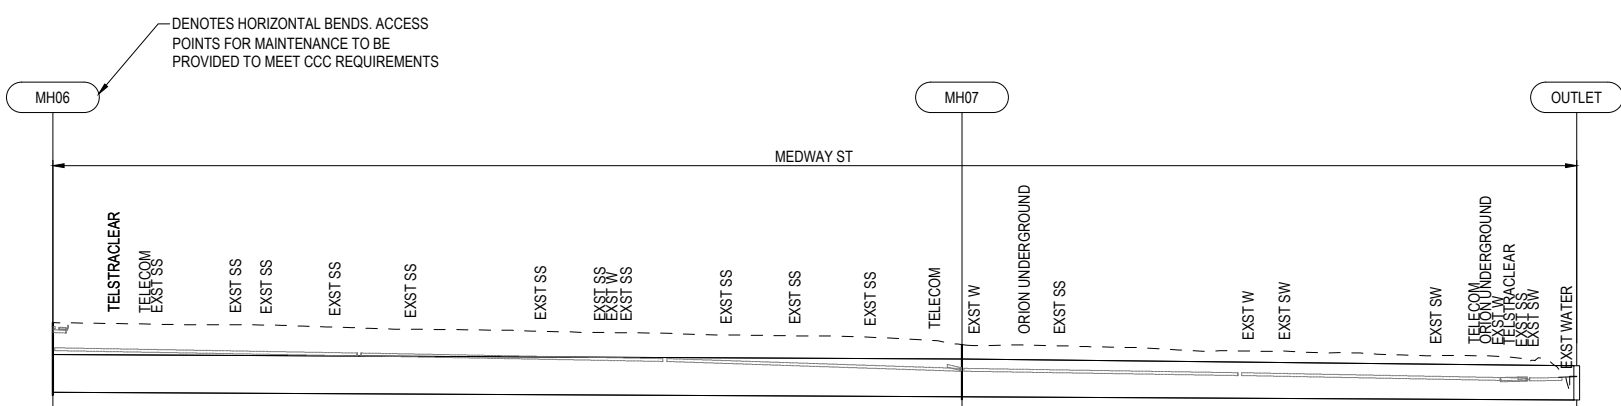 DENOTES HORIZONTAL BENDS. ACCESS
POINTS FOR MAINTENANCE TO BE
PROVIDED TO MEET CCC REQUIREMENTS
MH06
MH07
OUTLET
MEDWAY ST
TELSTRACLEAR
TELECOM
EXST SS
EXST SS
EXST SS
EXST SS
EXST SS
EXST SS
EXST SS
EXST W
EXST SS
EXST SS
EXST SS
EXST SS
TELECOM
EXST W
ORION UNDERGROUND
EXST SS
EXST W
EXST SW
EXST SW
TELECOM
ORION UNDERGROUND
EXST W
TELSTRACLEAR
EXST SS
EXST SW
EXST WATER